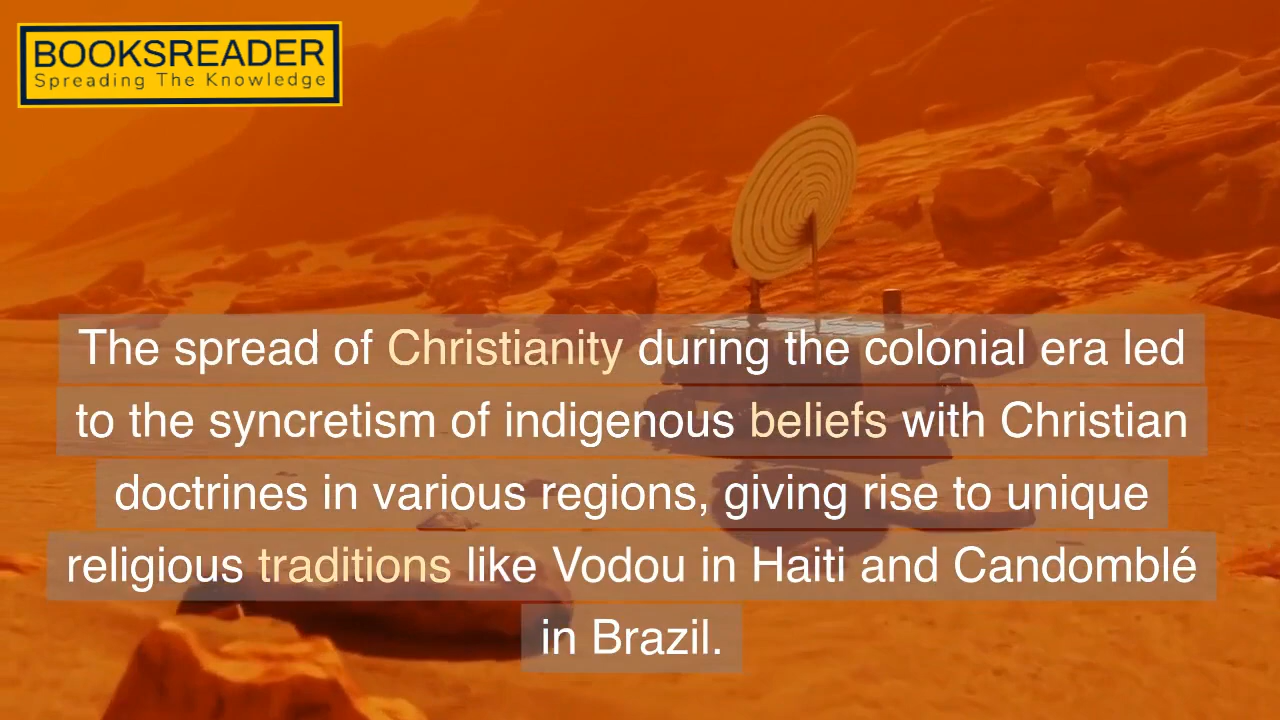 BOOKSREADER
Spreading The Knowledge
The spread of Christianity during the colonial era led
to the syncretism of indigenous beliefs with Christian
doctrines in various regions, giving rise to unique
religious traditions like Vodou in Haiti and Candomblé
in Brazil.